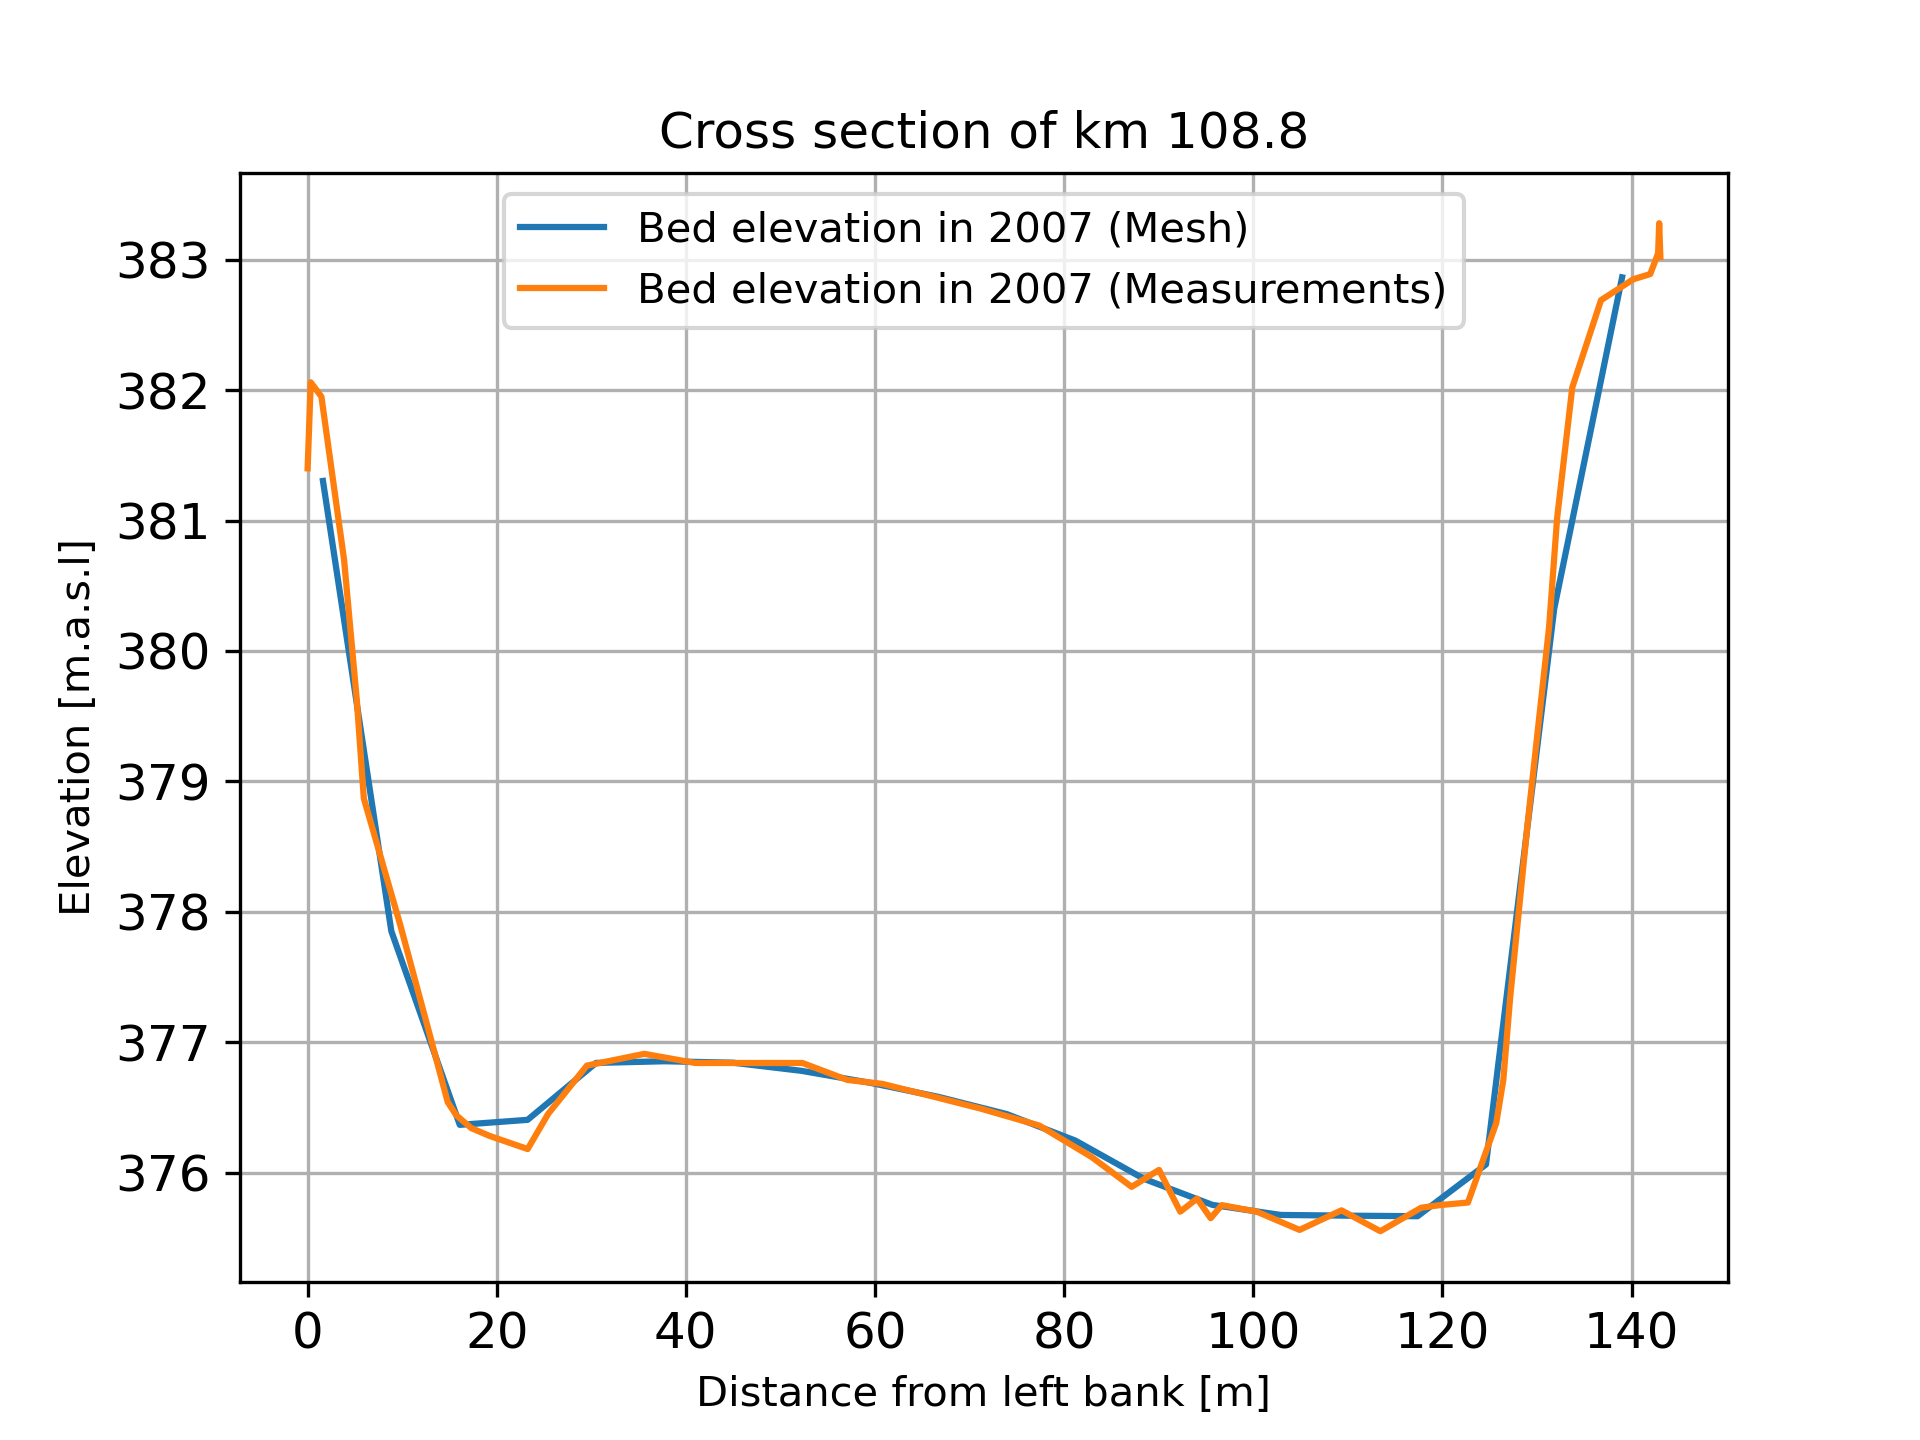 Cross section of km 108.8
Bed elevation in 2007 (Mesh)
Bed elevation in 2007 (Measurements)
Elevation [m.a.s.l]
383
382
381
380
379
378
377
376
0 20 40 60 80 100 120 140
Distance from left bank [m]